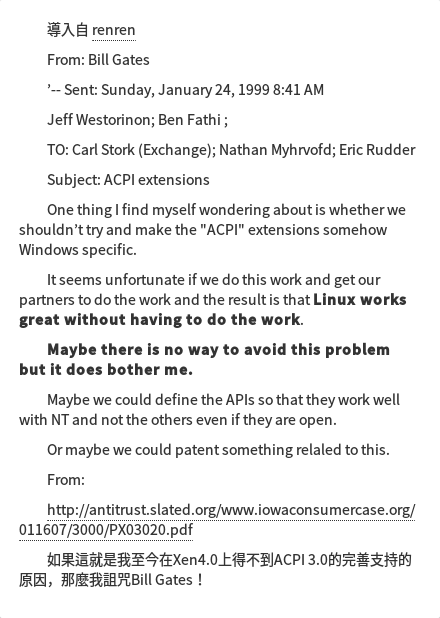 導入自 renren
From: Bill Gates
’-- Sent: Sunday, January 24, 1999 8:41 AM
Jeff Westorinon; Ben Fathi ;
TO: Carl Stork (Exchange); Nathan Myhrvofd; Eric Rudder
Subject: ACPI extensions
One thing I find myself wondering about is whether we
shouldn’t try and make the "ACPI" extensions somehow
Windows specific.
It seems unfortunate if we do this work and get our
partners to do the work and the result is that Linux works
great without having to do the work.
Maybe there is no way to avoid this problem
but it does bother me.
Maybe we could define the APIs so that they work well
with NT and not the others even if they are open.
Or maybe we could patent something relaled to this.
From:
http://antitrust.slated.org/www.iowaconsumercase.org/
011607/3000/PX03020.pdf
如果這就是我至今在Xen4.0上得不到ACPI 3.0的完善支持的
原因，那麼我詛咒Bill Gates！